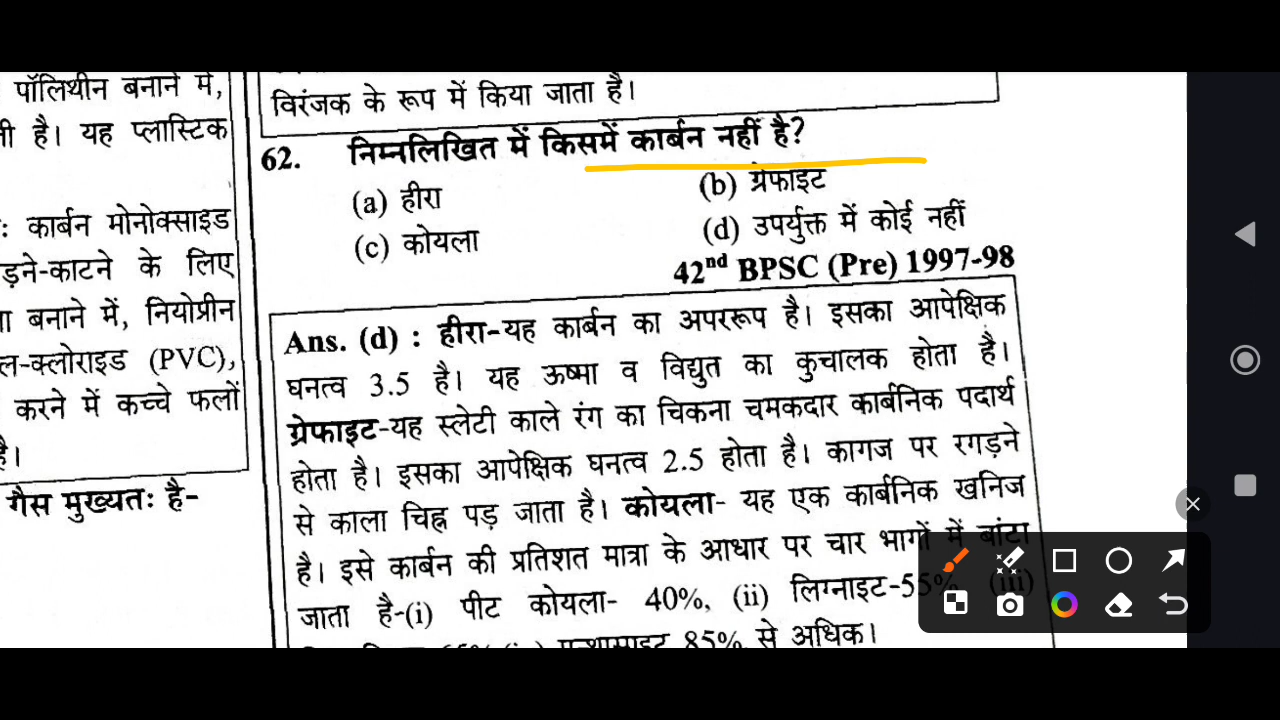 पॉलिथीन बनाने में,
है। यह प्लास्टिक
: कार्बन मोनोक्साइड
ड़ने-काटने के लिए
बनाने में, नियोप्रीन
ल-क्लोराइड (PVC),
करने में कच्चे फलों
है।
गैस मुख्यतः है-
विरंजक के रूप में किया जाता है।
62. निम्नलिखित में किसमें कार्बन नहीं है?
(a) हीरा (b) ग्रेफाइट
(c) कोयला (d) उपर्युक्त में कोई नहीं
42nd BPSC (Pre) 1997-98
Ans. (d) : हीरा-यह कार्बन का अपररूप है। इसका आपेक्षिक
घनत्व 3.5 है। यह ऊष्मा व विद्युत का कुचालक होता है।
ग्रेफाइट-यह स्लेटी काले रंग का चिकना चमकदार कार्बनिक पदार्थ
होता है। इसका आपेक्षिक घनत्व 2.5 होता है। कागज पर रगड़ने
से काला चिह्न पड़ जाता है। कोयला- यह एक कार्बनिक खनिज
है। इसे कार्बन की प्रतिशत मात्रा के आधार पर चार भागों में बांटा
जाता है-(i) पीट कोयला- 40%, (ii) लिग्नाइट-55%, (iii)
85% से अधिक।